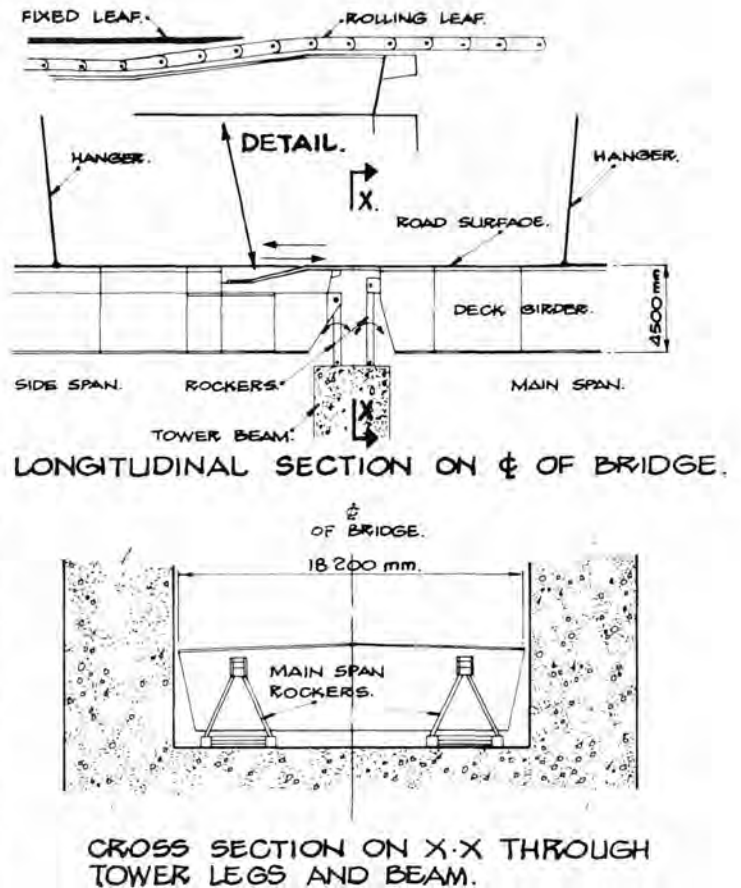 FIXED LEAF.
ROLLING LEAF.
DETAIL.
HANGER.
HANGER.
X.
ROAD SURFACE.
DECK GIRDER.
4500 mm
SIDE SPAN.
ROCKERS.
MAIN SPAN.
X
TOWER BEAM.
LONGITUDINAL SECTION ON ℄ OF BRIDGE.
℄
OF BRIDGE.
18 200 mm.
MAIN SPAN
ROCKERS.
CROSS SECTION ON X·X THROUGH
TOWER LEGS AND BEAM.